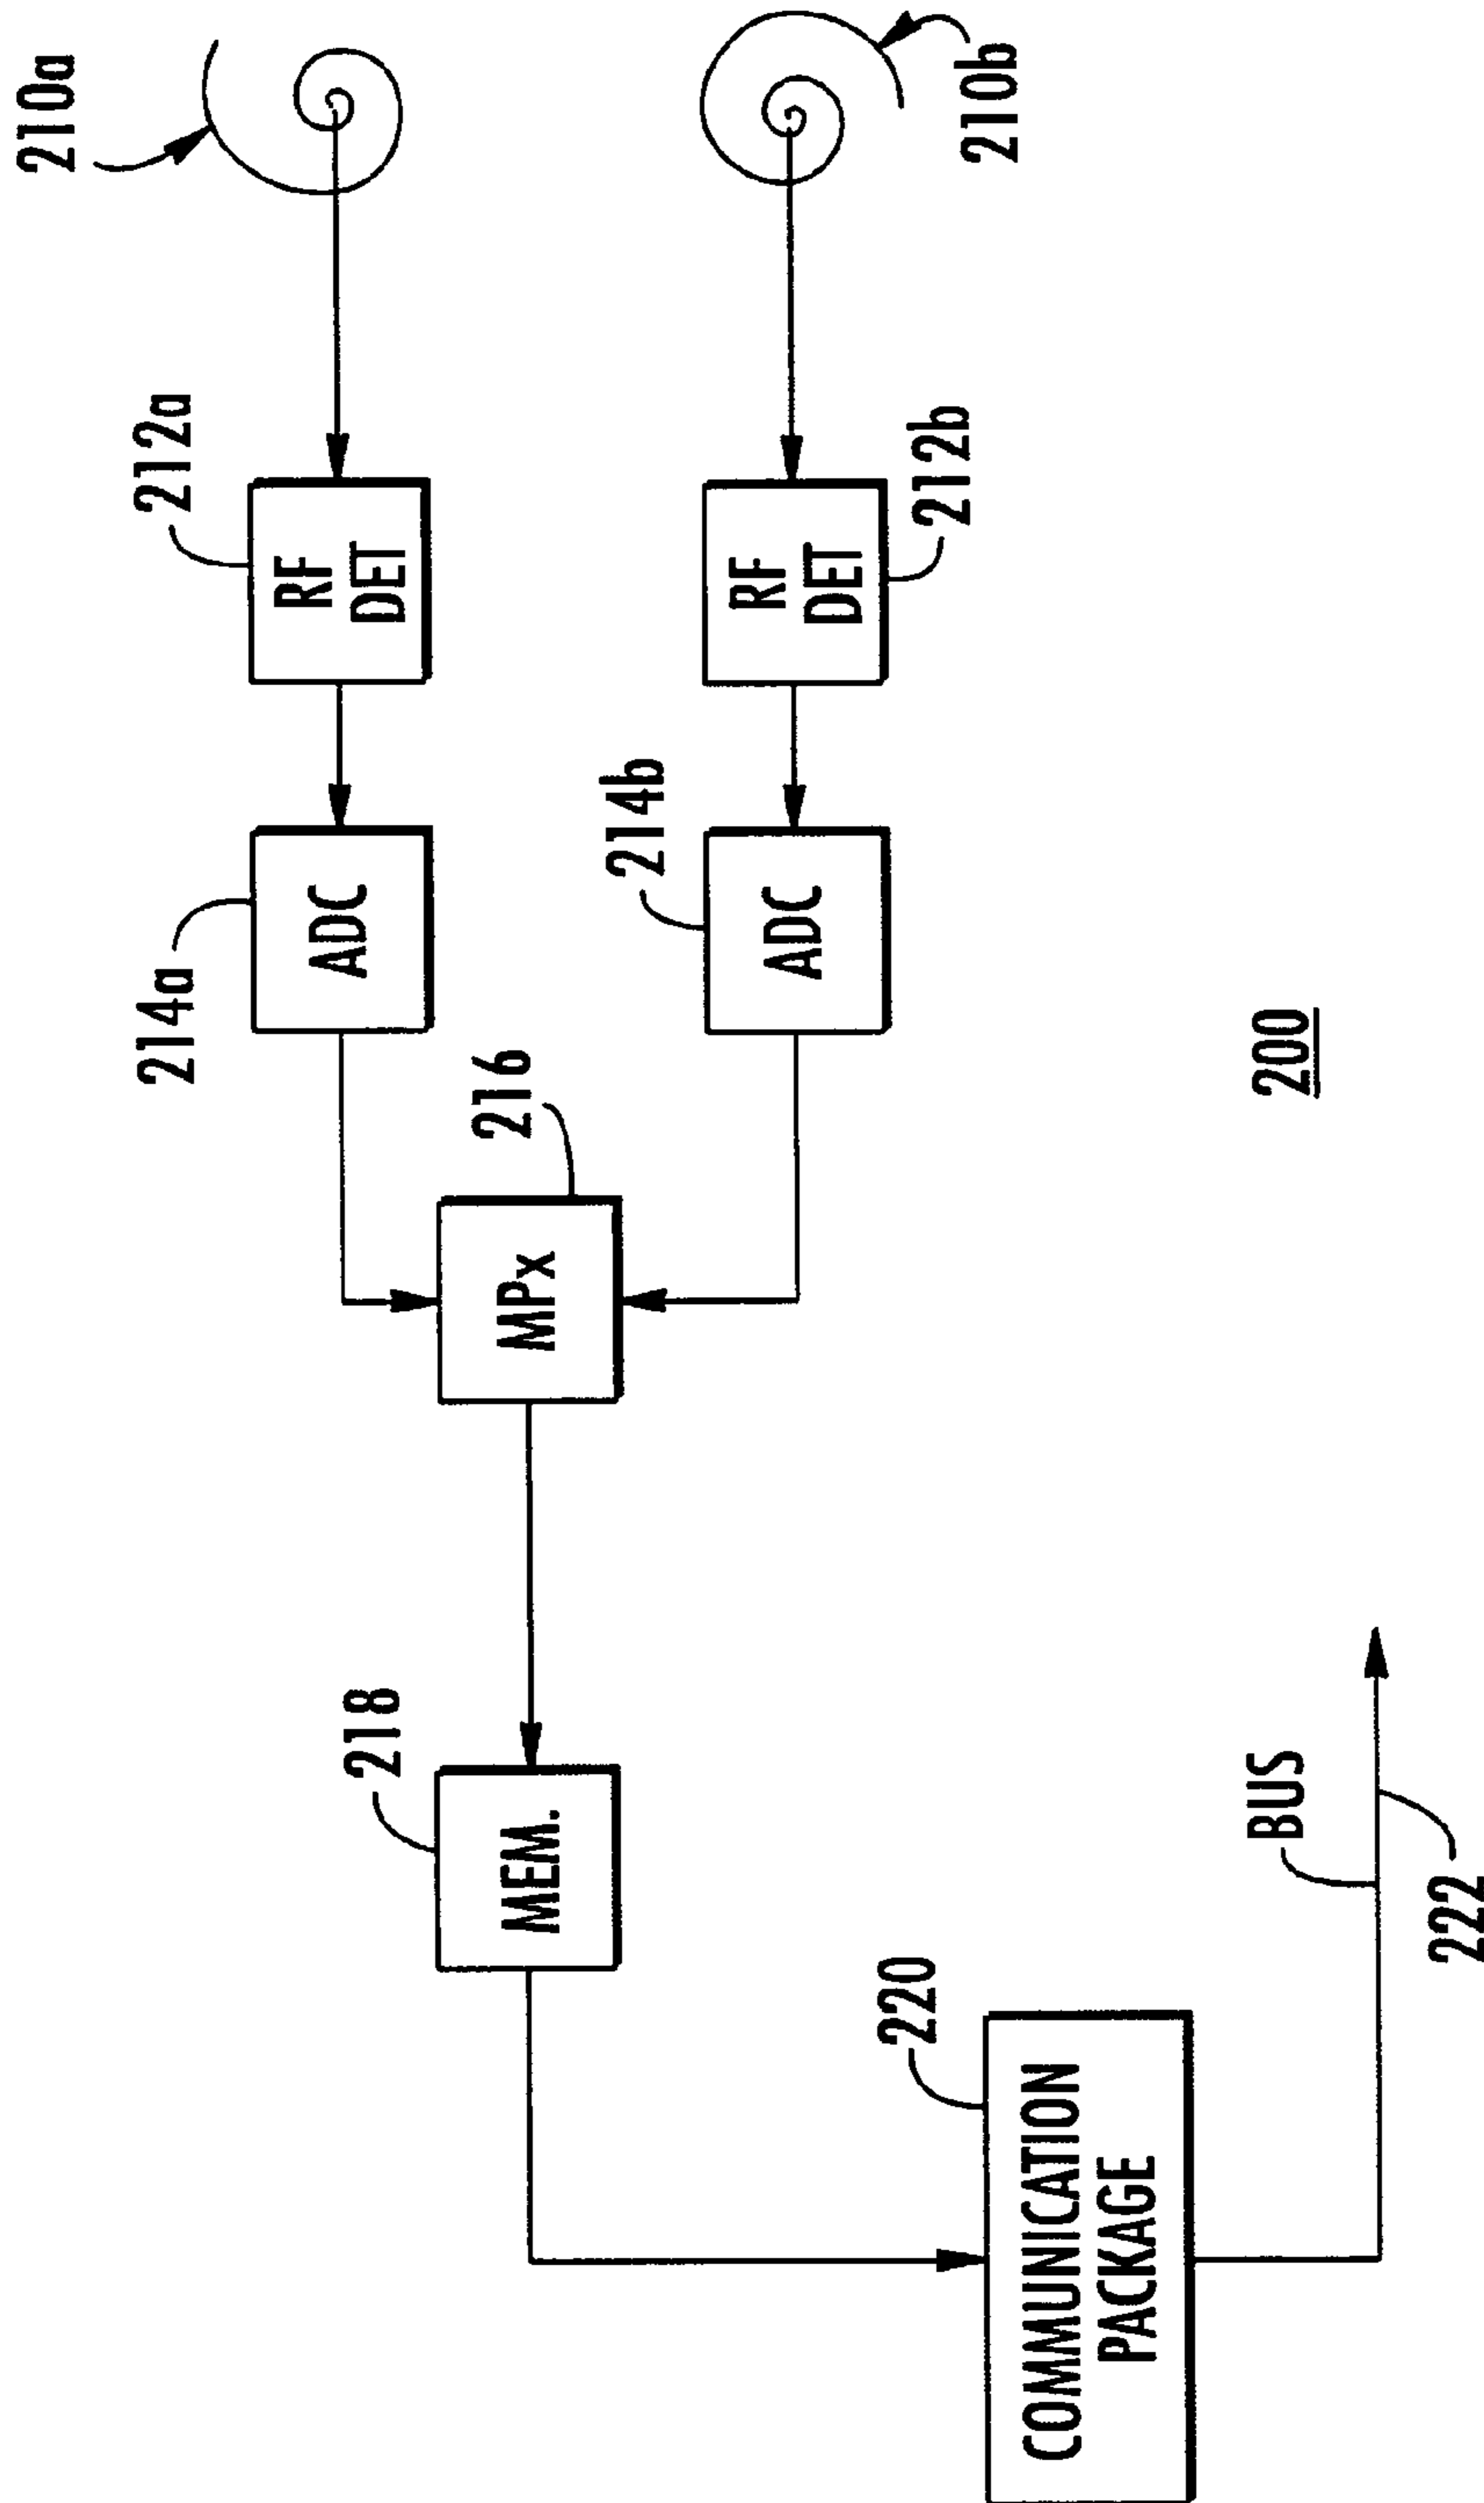 210a
210b
212a
RF
DET
RF
DET
212b
214a
ADC
214b
ADC
216
MPx
200
218
MEM.
BUS
222
220
COMMUNICATION
PACKAGE